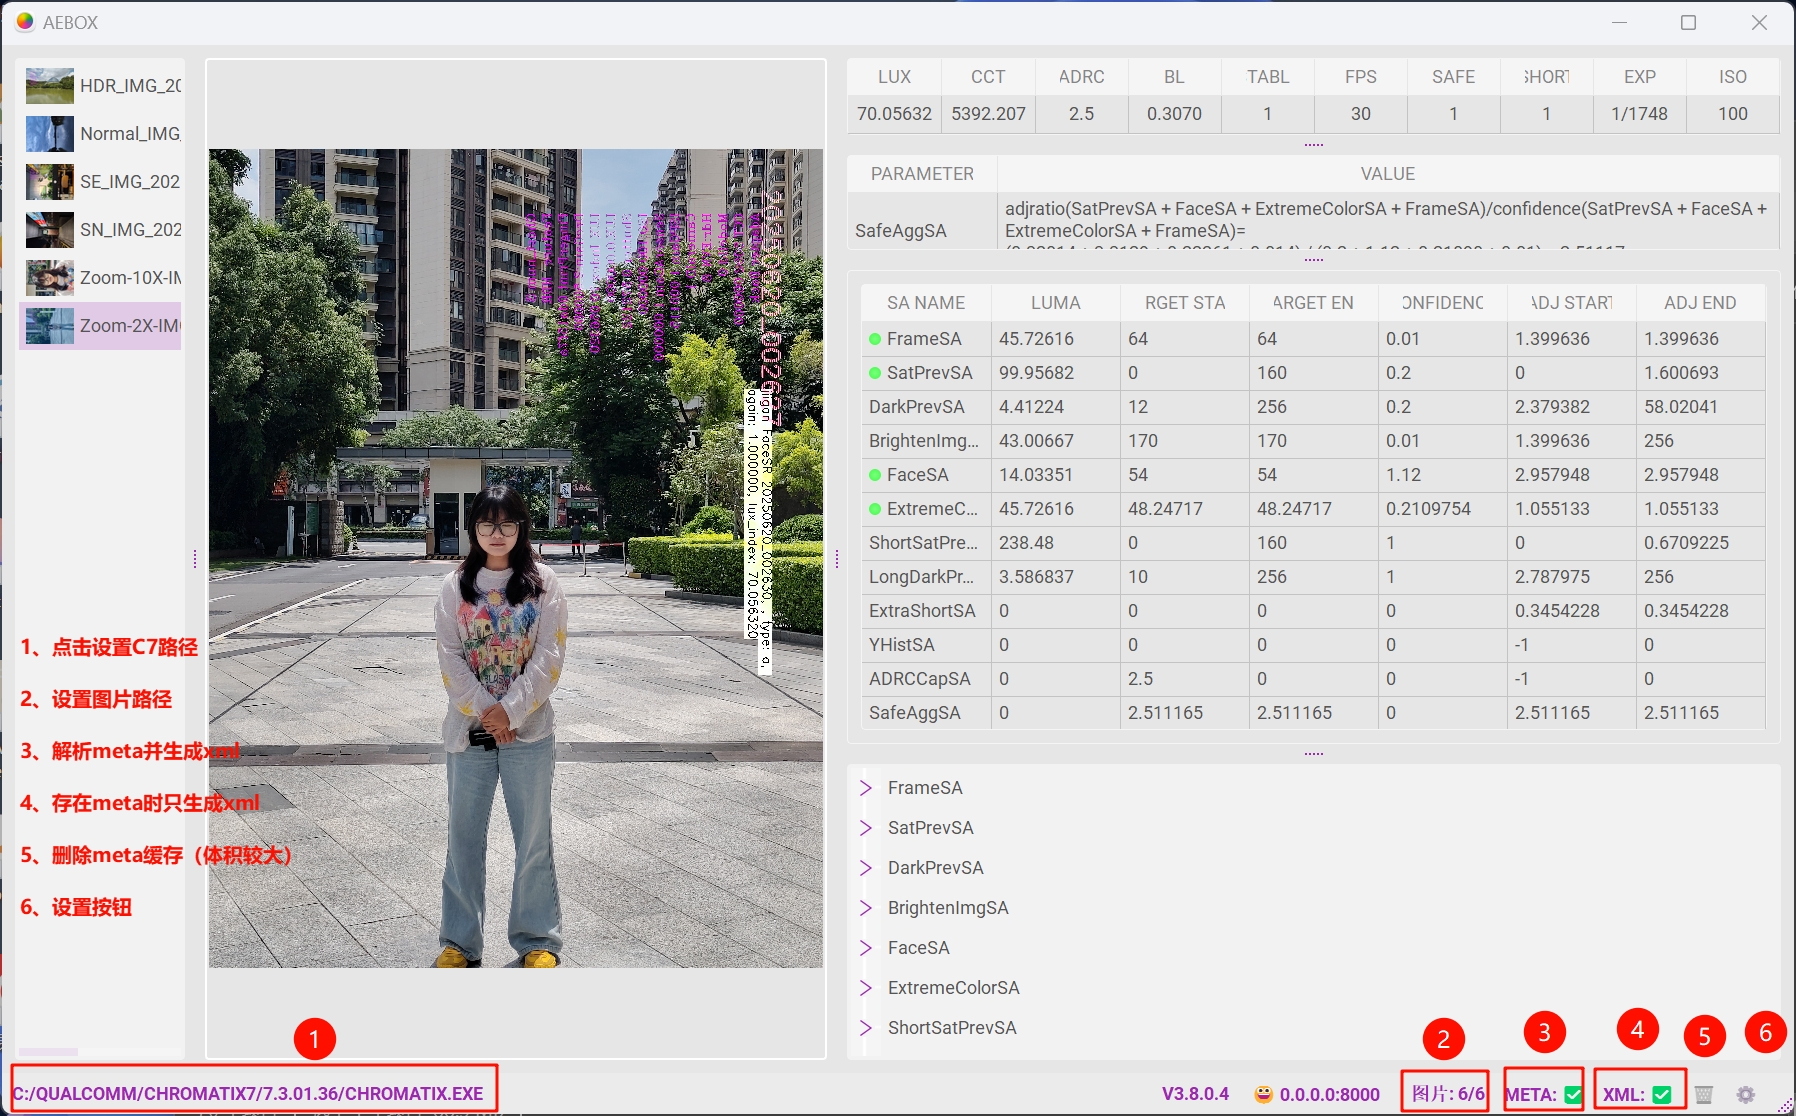 AEBOX
HDR_IMG_20
Normal_IMG_
SE_IMG_202
SN_IMG_202
Zoom-10X-IM
Zoom-2X-IM
1、点击设置C7路径
2、设置图片路径
3、解析meta并生成xml
4、存在meta时只生成xml
5、删除meta缓存（体积较大）
6、设置按钮
jiigan FaceSR 20250620_002630, , type: a,
again: 1.000000, lux_index: 70.056320
LUX CCT ADRC BL TABL FPS SAFE SHORT EXP ISO
70.05632 5392.207 2.5 0.3070 1 30 1 1 1/1748 100
PARAMETER VALUE
SafeAggSA
adjratio(SatPrevSA + FaceSA + ExtremeColorSA + FrameSA)/confidence(SatPrevSA + FaceSA +
ExtremeColorSA + FrameSA)=
SA NAME LUMA RGET STA ARGET EN ONFIDENC ADJ START ADJ END
FrameSA 45.72616 64 64 0.01 1.399636 1.399636
SatPrevSA 99.95682 0 160 0.2 0 1.600693
DarkPrevSA 4.41224 12 256 0.2 2.379382 58.02041
BrightenImg... 43.00667 170 170 0.01 1.399636 256
FaceSA 14.03351 54 54 1.12 2.957948 2.957948
ExtremeC... 45.72616 48.24717 48.24717 0.2109754 1.055133 1.055133
ShortSatPre... 238.48 0 160 1 0 0.6709225
LongDarkPr... 3.586837 10 256 1 2.787975 256
ExtraShortSA 0 0 0 0 0.3454228 0.3454228
YHistSA 0 0 0 0 -1 0
ADRCCapSA 0 2.5 0 0 -1 0
SafeAggSA 0 2.511165 2.511165 0 2.511165 2.511165
FrameSA
SatPrevSA
DarkPrevSA
BrightenImgSA
FaceSA
ExtremeColorSA
ShortSatPrevSA
1 2 3 4 5 6
C:/QUALCOMM/CHROMATIX7/7.3.01.36/CHROMATIX.EXE V3.8.0.4 0.0.0.0:8000 图片: 6/6 META: XML: